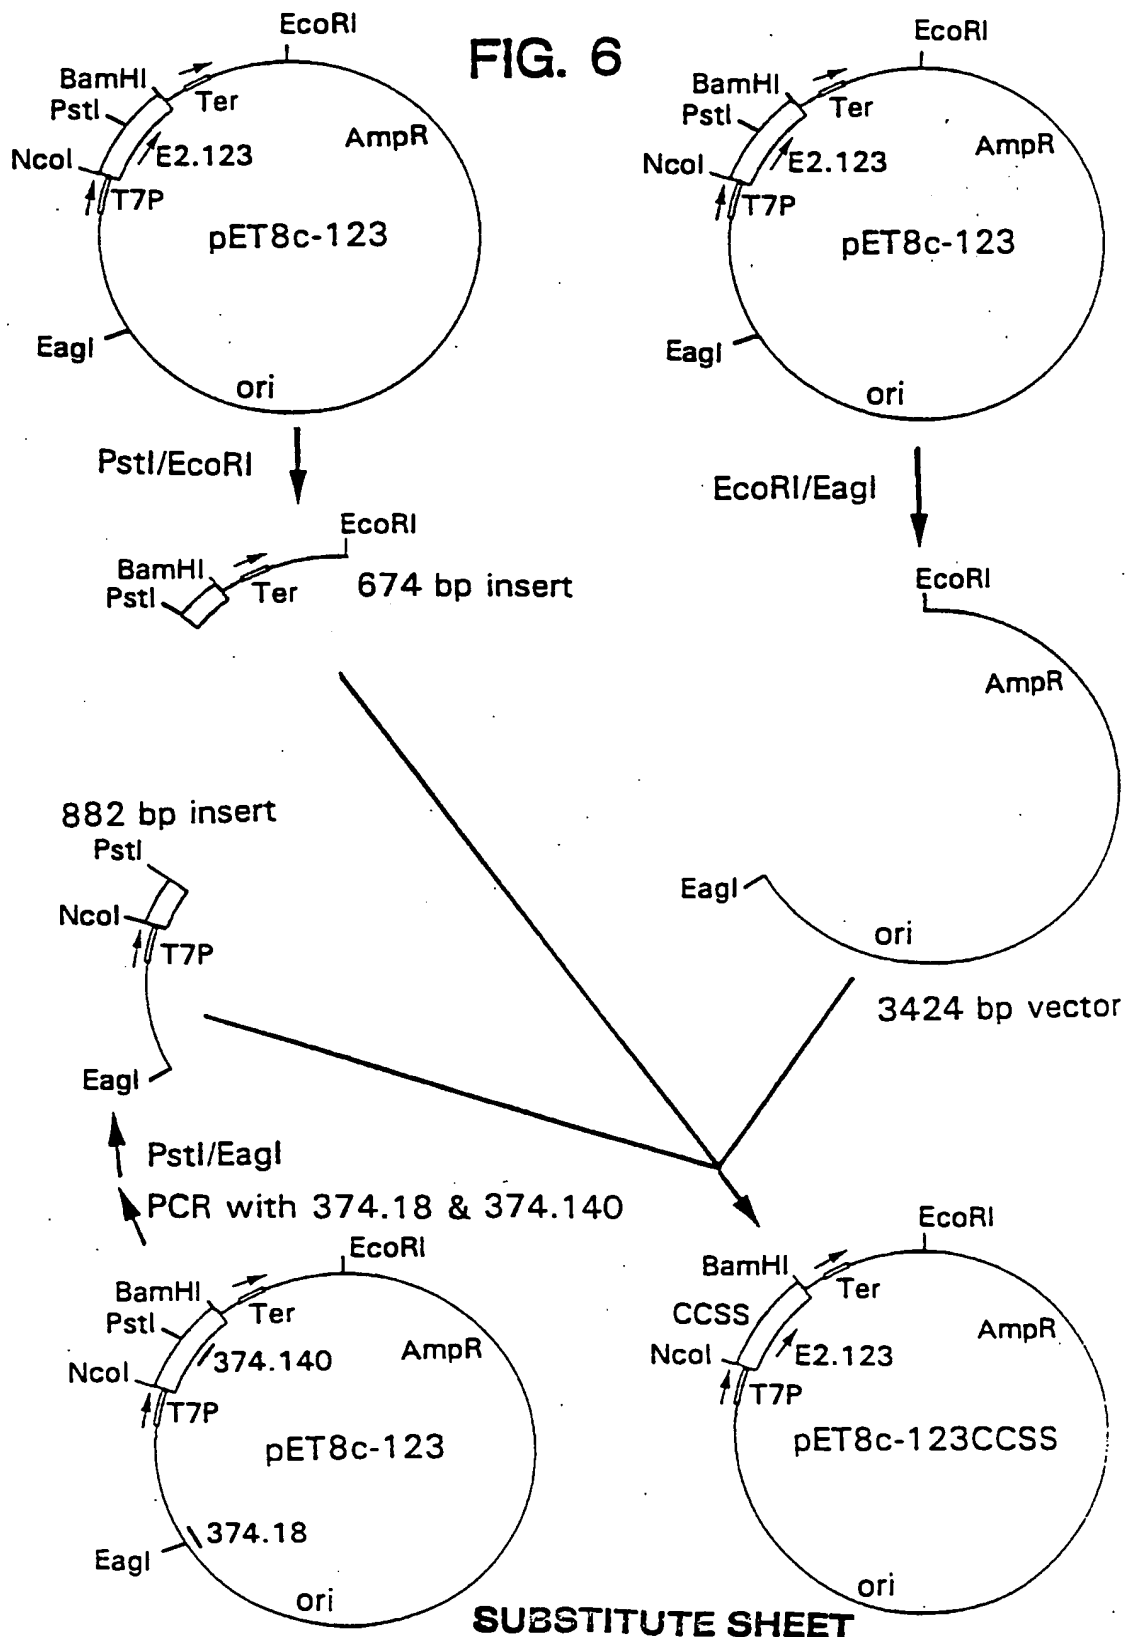 FIG. 6
EcoRI
BamHI
PstI
Ter
AmpR
NcoI
E2.123
T7P
pET8c-123
EagI
ori
EcoRI
BamHI
PstI
Ter
AmpR
NcoI
E2.123
T7P
pET8c-123
EagI
ori
PstI/EcoRI
EcoRI
BamHI
PstI
Ter
674 bp insert
EcoRI/EagI
EcoRI
AmpR
EagI
ori
3424 bp vector
882 bp insert
PstI
NcoI
T7P
EagI
PstI/EagI
PCR with 374.18 & 374.140
EcoRI
BamHI
PstI
Ter
374.140
AmpR
NcoI
T7P
pET8c-123
374.18
EagI
ori
EcoRI
BamHI
Ter
CCSS
AmpR
NcoI
E2.123
T7P
pET8c-123CCSS
ori
SUBSTITUTE SHEET